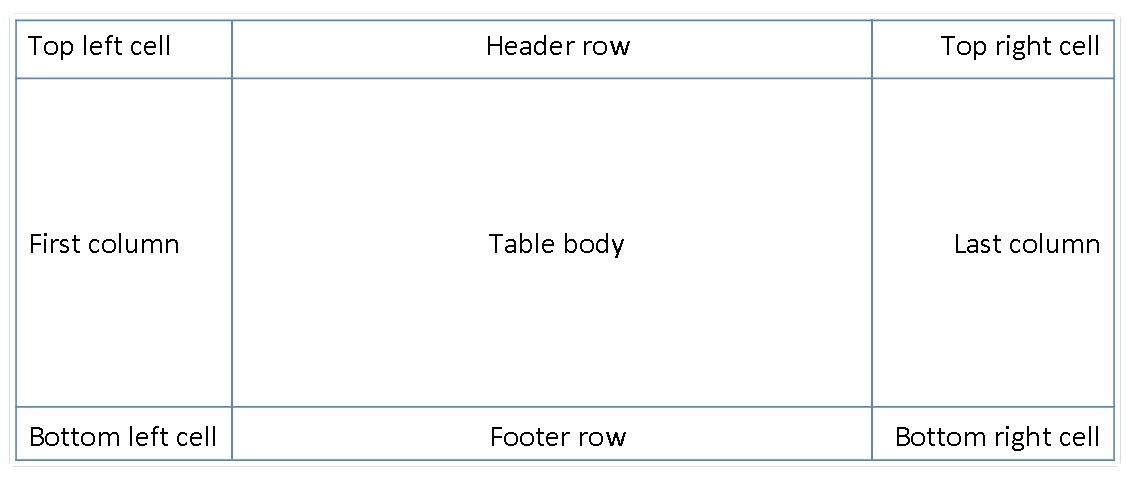 Top left cell
Header row
Top right cell
First column
Table body
Last column
Bottom left cell
Footer row
Bottom right cell